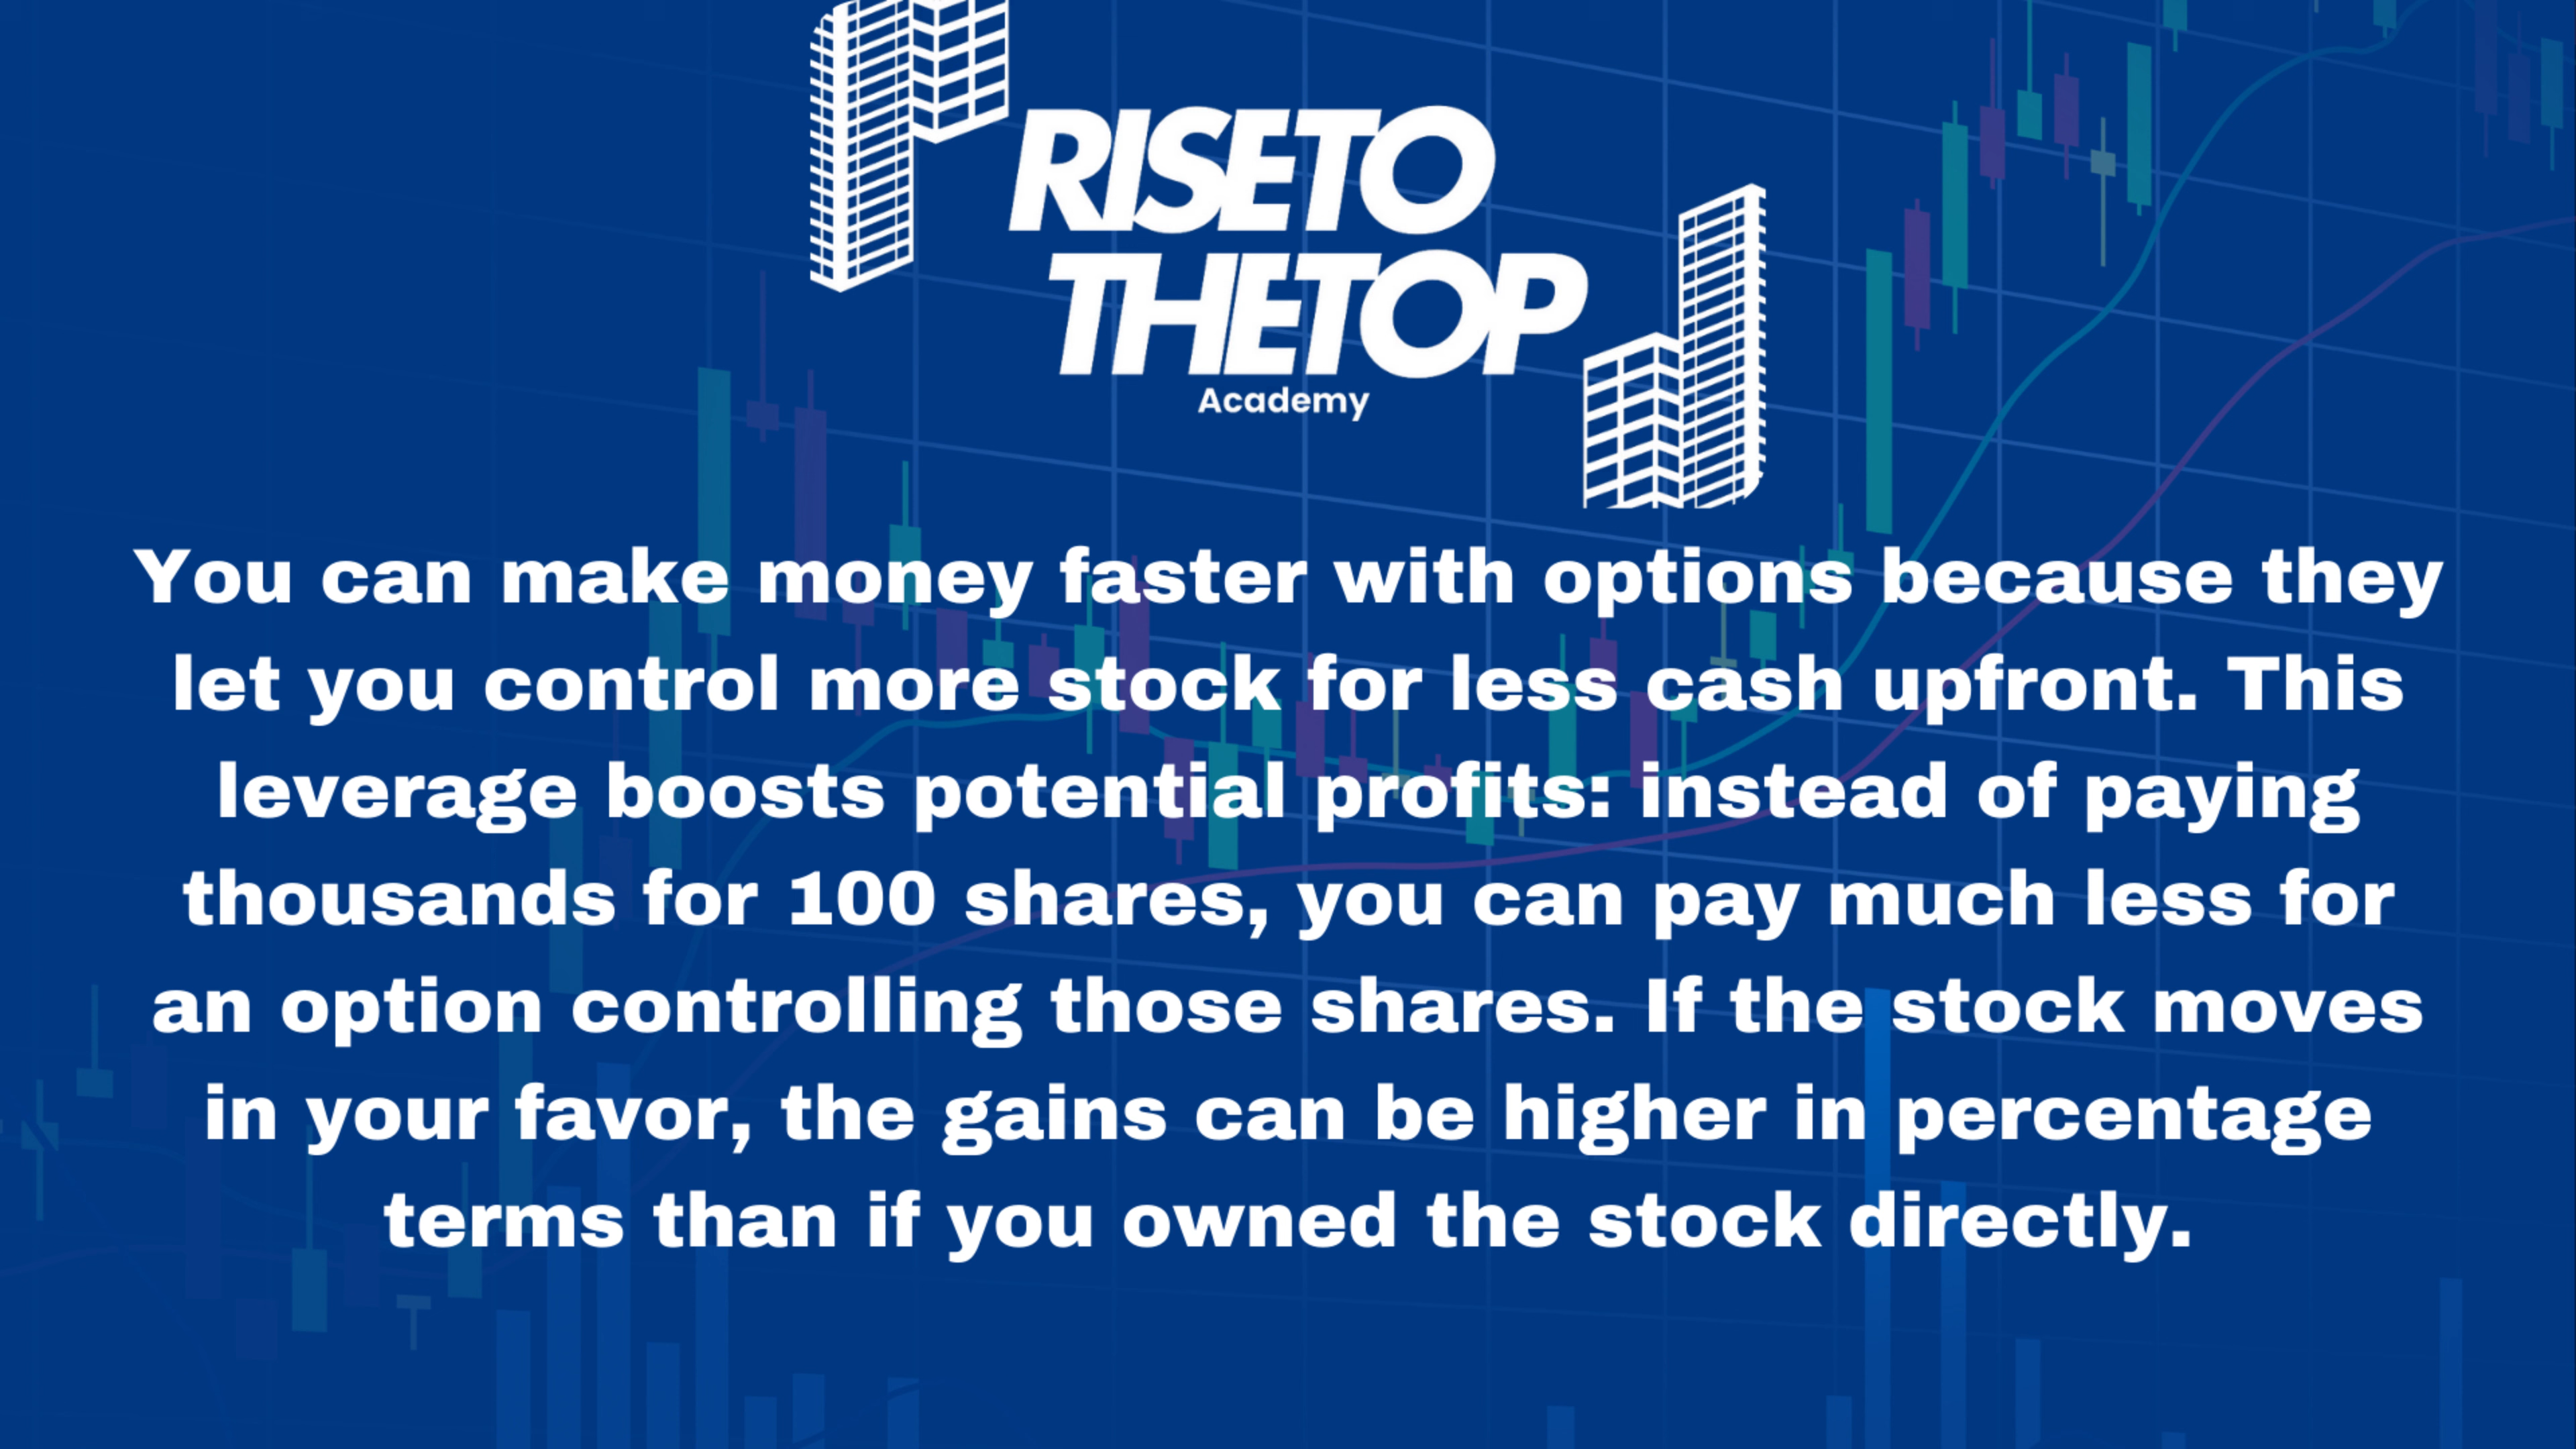 RISETO
THETOP
Academy
You can make money faster with options because they
let you control more stock for less cash upfront. This
leverage boosts potential profits: instead of paying
thousands for 100 shares, you can pay much less for
an option controlling those shares. If the stock moves
in your favor, the gains can be higher in percentage
terms than if you owned the stock directly.